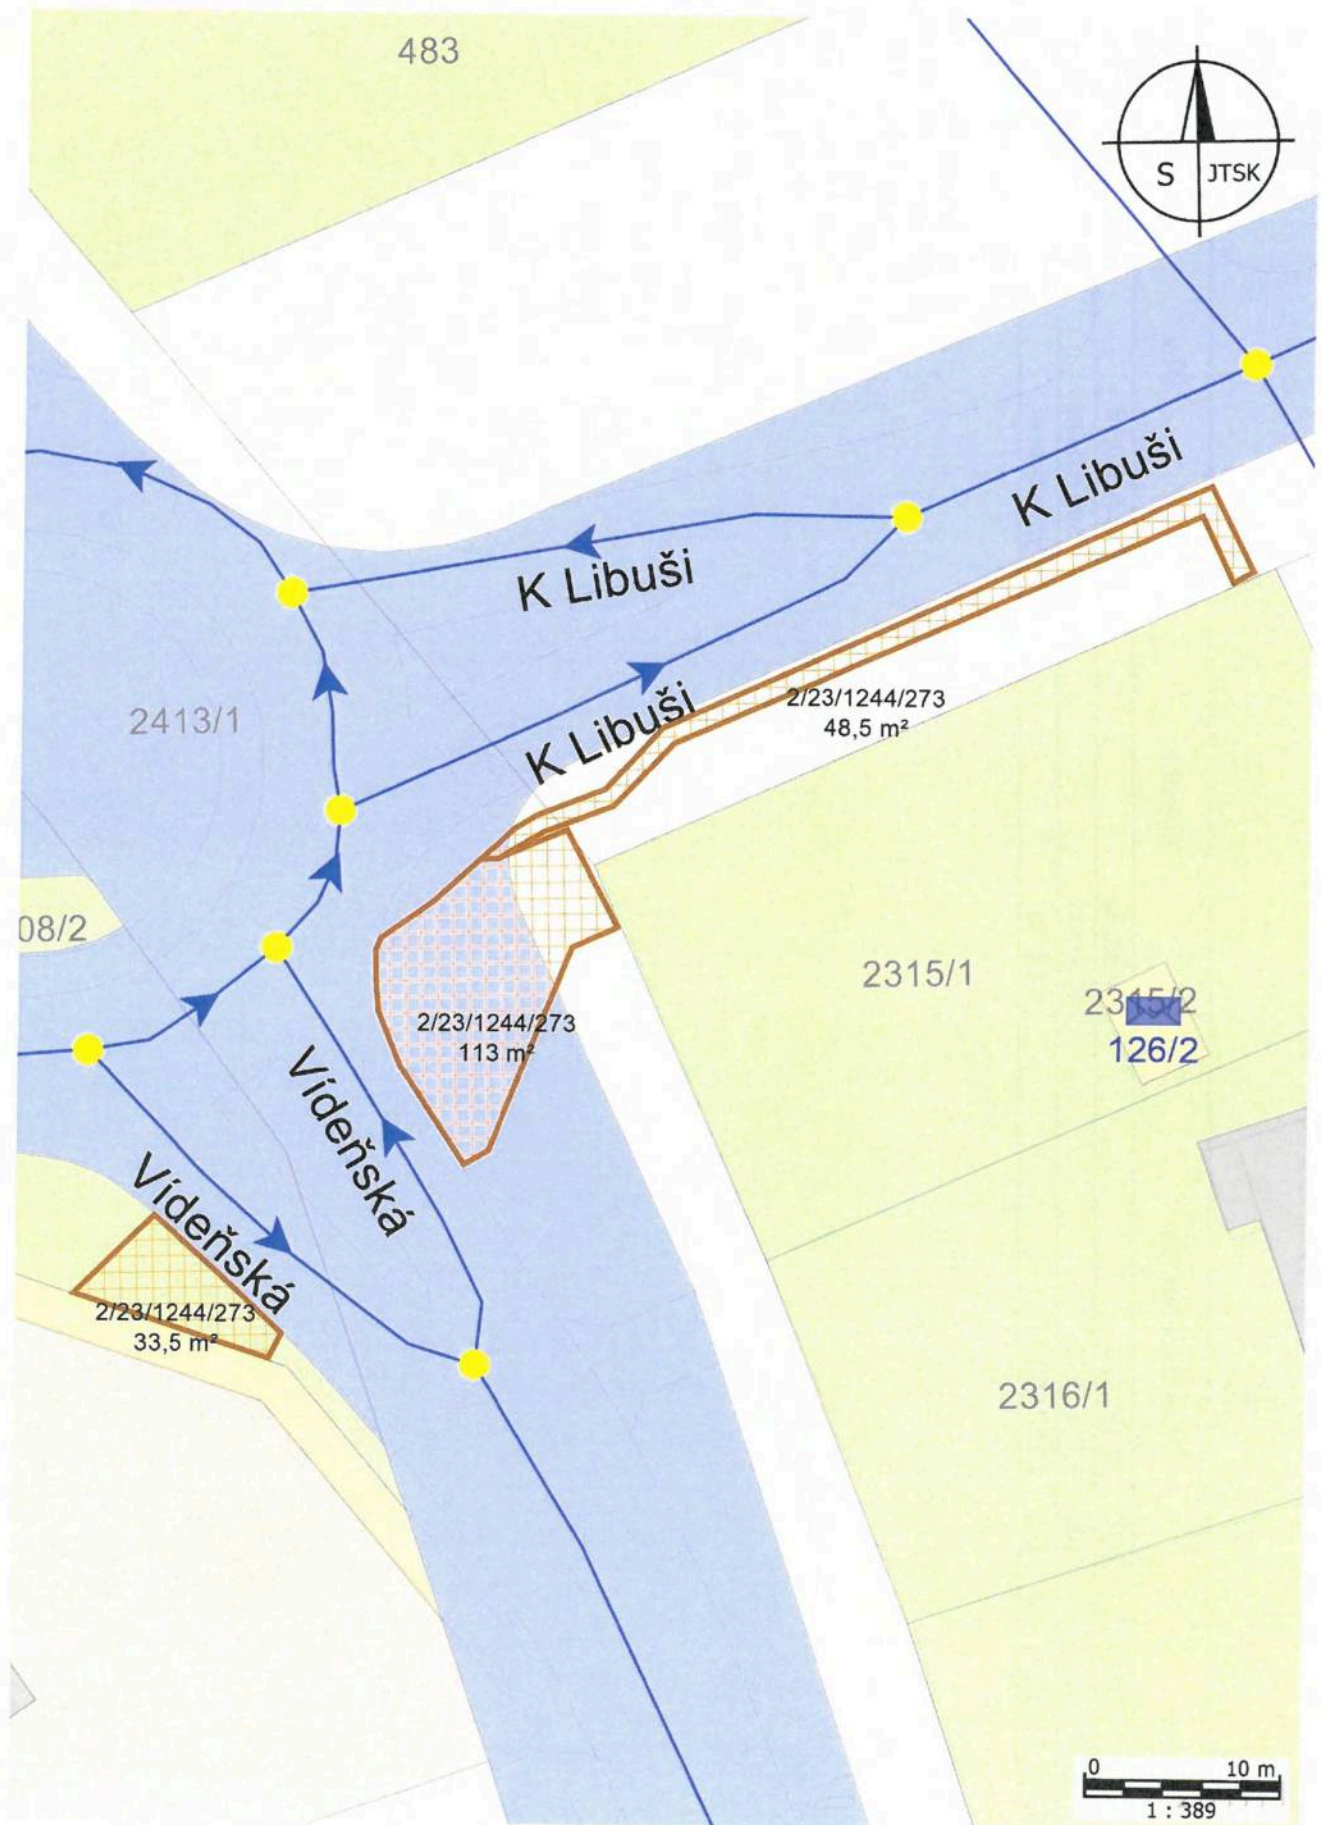 483
S JTSK
K Libuši
K Libuši
2/23/1244/273
48,5 m²
2413/1
K Libuši
08/2
2315/1
2315/2
126/2
2/23/1244/273
113 m²
Vídeňská
Vídeňská
2/23/1244/273
33,5 m²
2316/1
0 10 m
1 : 389